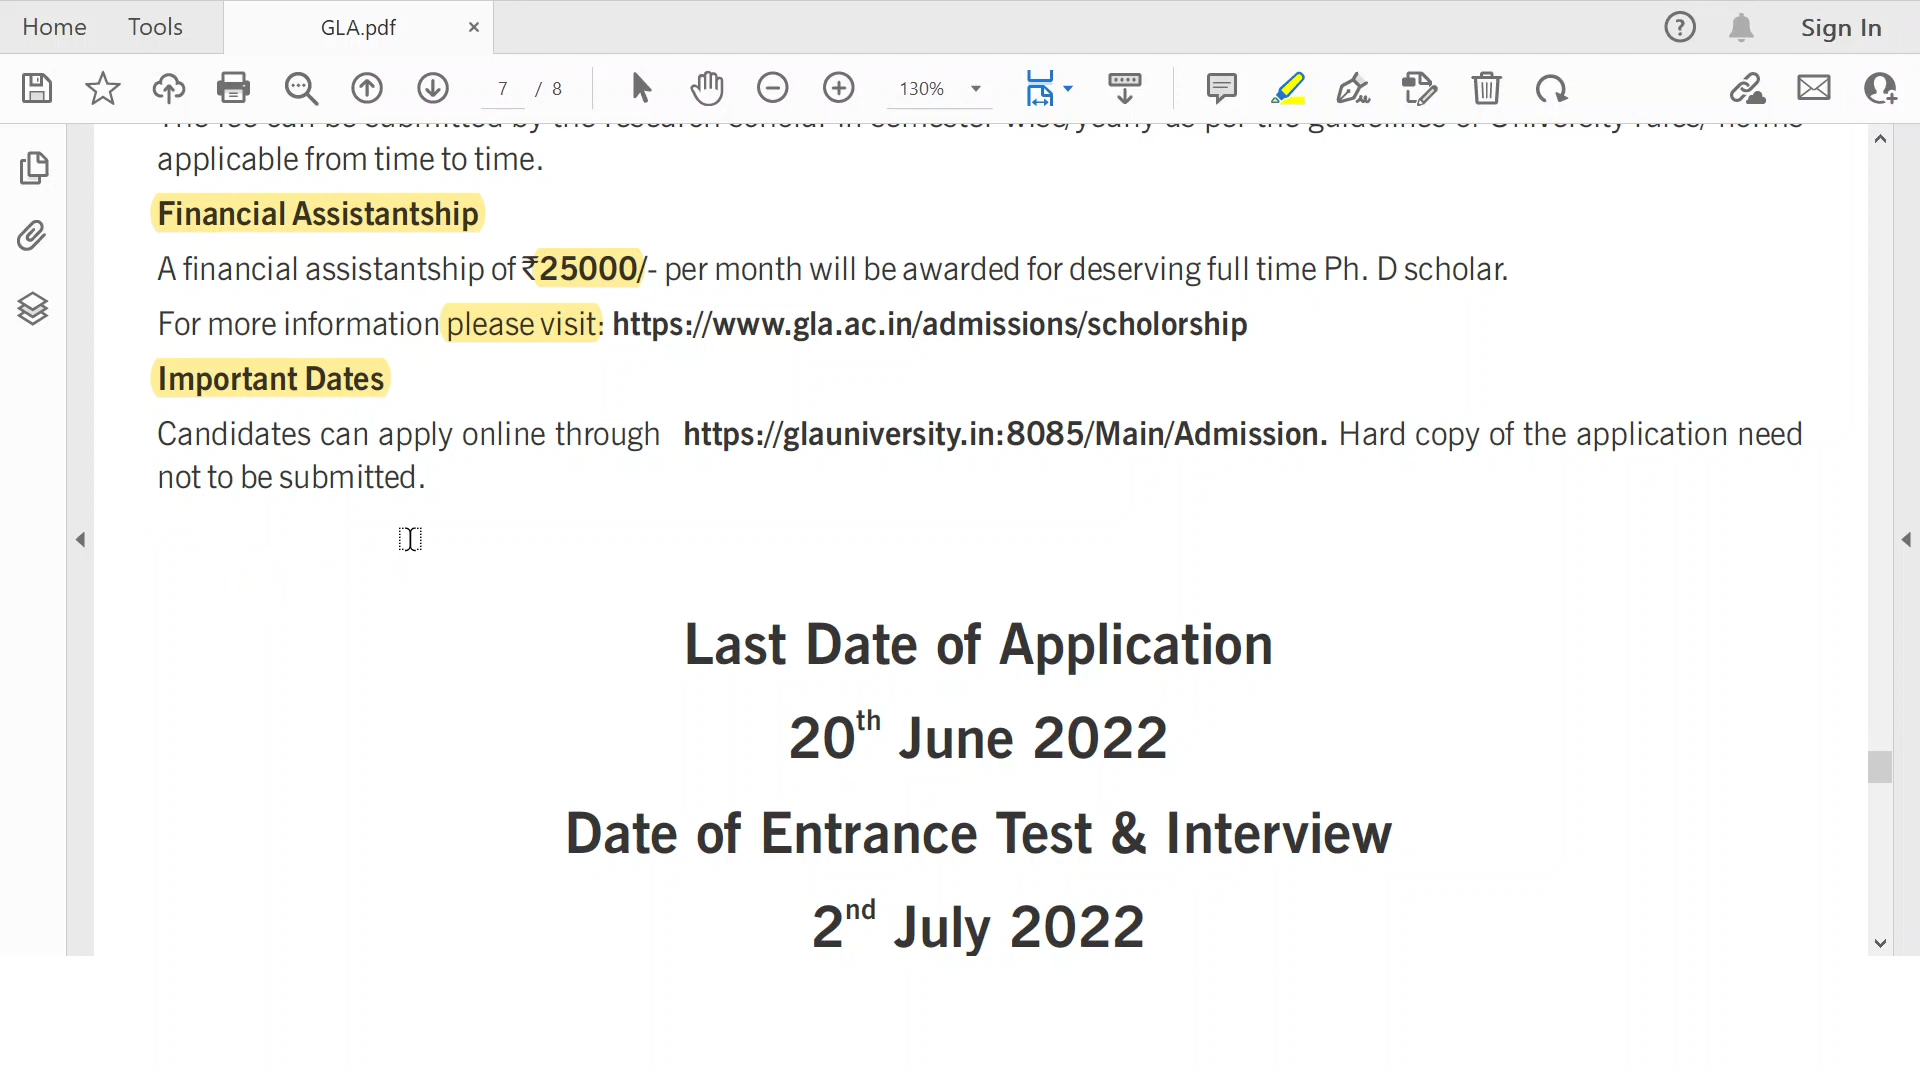 Home Tools GLA.pdf × Sign In
7 / 8 130%
applicable from time to time.
Financial Assistantship
A financial assistantship of ₹25000/- per month will be awarded for deserving full time Ph. D scholar.
For more information please visit: https://www.gla.ac.in/admissions/scholorship
Important Dates
Candidates can apply online through https://glauniversity.in:8085/Main/Admission. Hard copy of the application need
not to be submitted.
Last Date of Application
20th June 2022
Date of Entrance Test & Interview
2nd July 2022